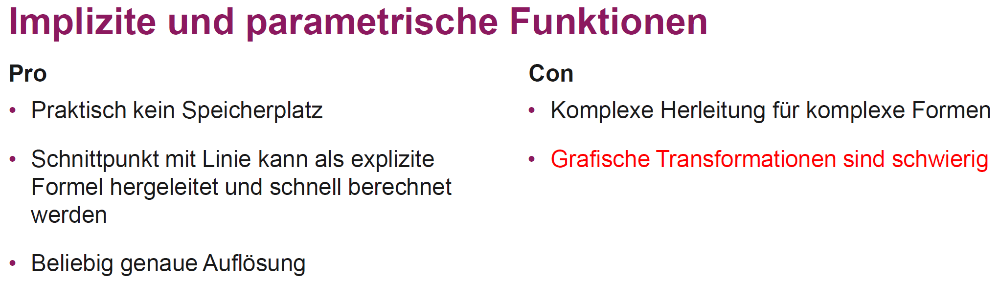 Implizite und parametrische Funktionen
Pro
• Praktisch kein Speicherplatz
• Schnittpunkt mit Linie kann als explizite
Formel hergeleitet und schnell berechnet
werden
• Beliebig genaue Auflösung
Con
• Komplexe Herleitung für komplexe Formen
• Grafische Transformationen sind schwierig